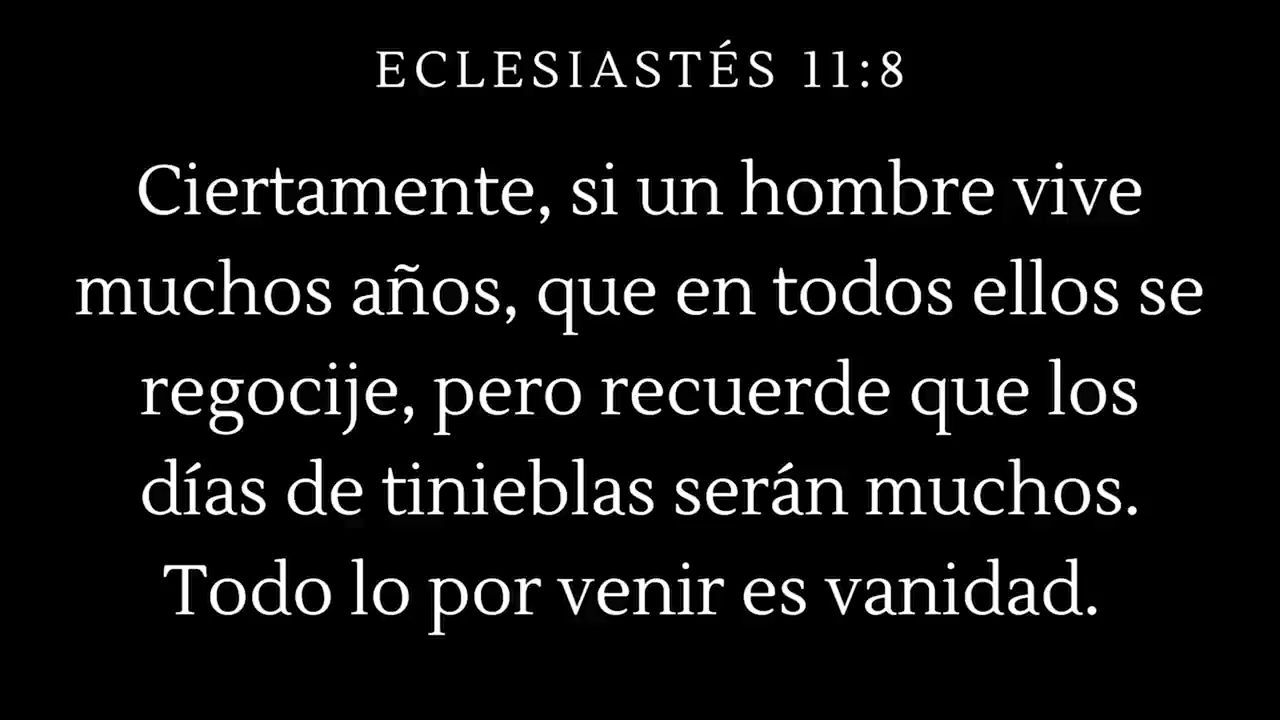 ECLESIASTÉS 11:8
Ciertamente, si un hombre vive
muchos años, que en todos ellos se
regocije, pero recuerde que los
días de tinieblas serán muchos.
Todo lo por venir es vanidad.